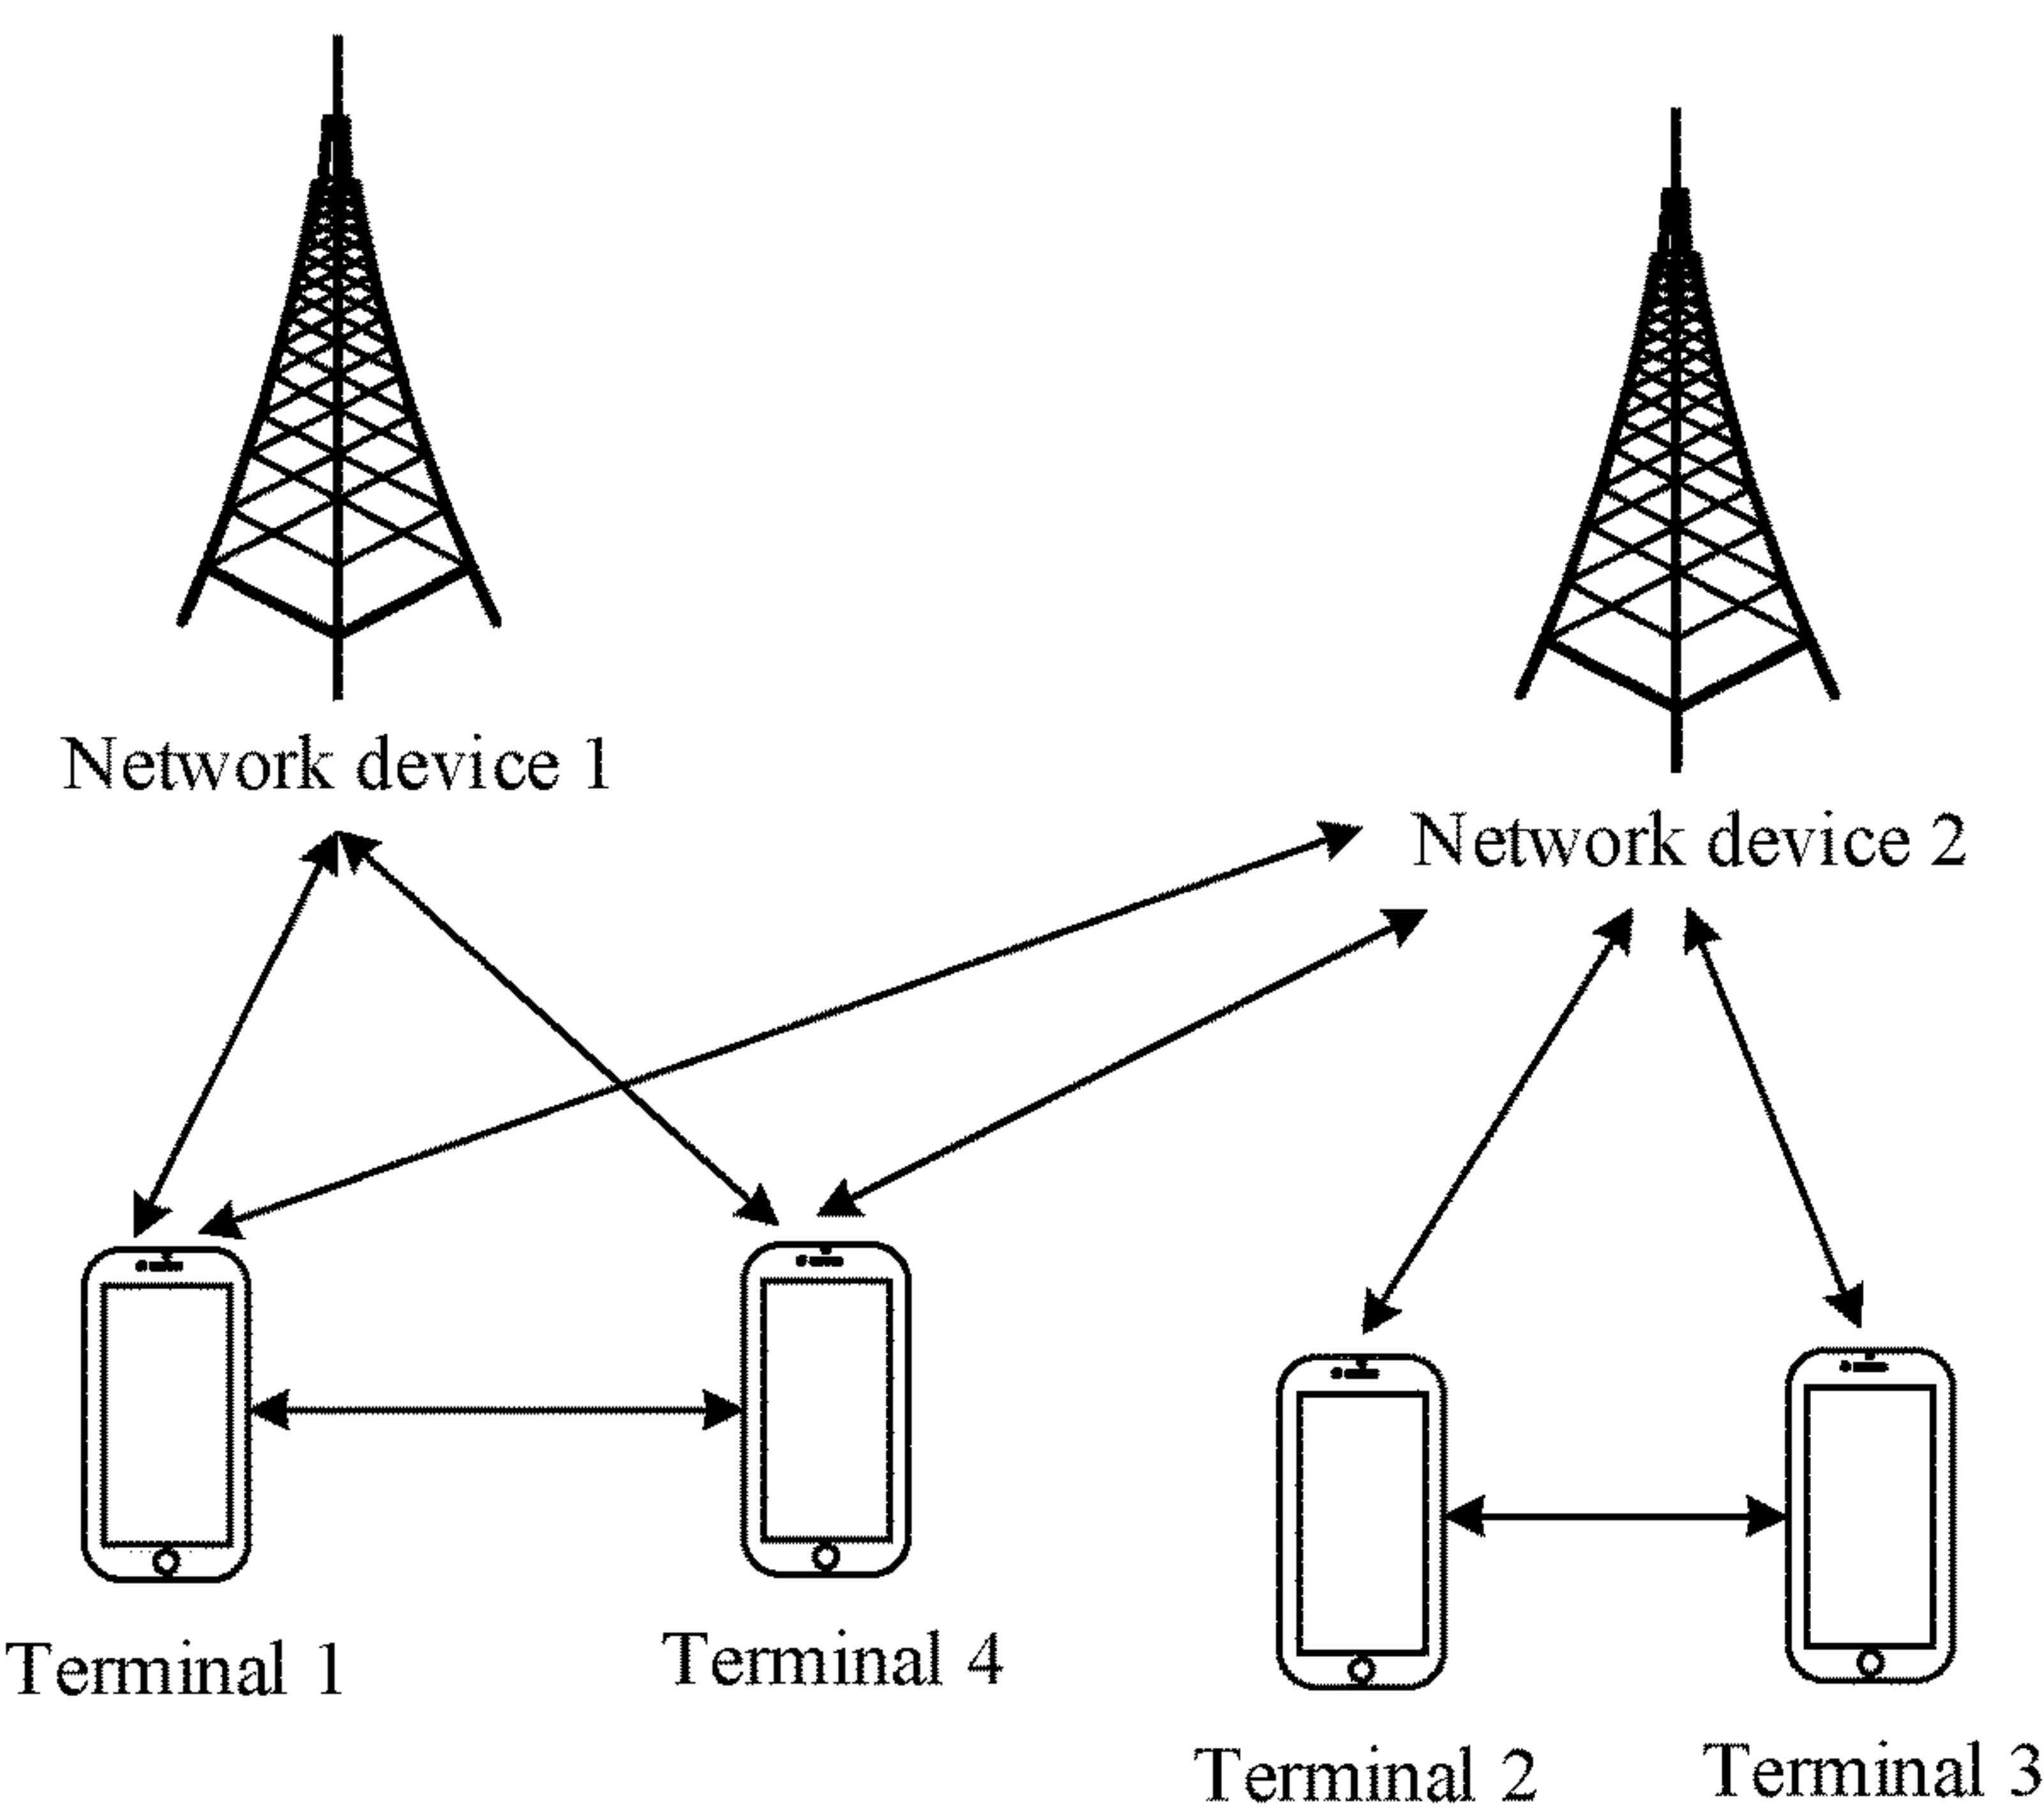 Network device 1
Network device 2
Terminal 1
Terminal 4
Terminal 2
Terminal 3